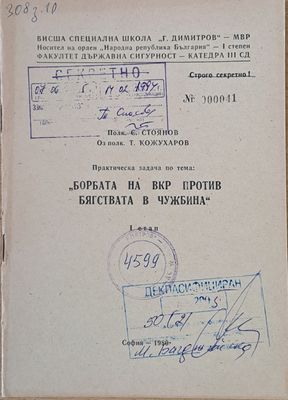 308з.10
ВИСША СПЕЦИАЛНА ШКОЛА „Г. ДИМИТРОВ“ — МВР
Носител на орден „Народна република България“ — I степен
ФАКУЛТЕТ ДЪРЖАВНА СИГУРНОСТ — КАТЕДРА III СД
СЕКРЕТНО
Строго секретно!
№ 000041
Полк. С. СТОЯНОВ
Оз полк. Т. КОЖУХАРОВ
Практическа задача по тема:
„БОРБАТА НА ВКР ПРОТИВ
БЯГСТВАТА В ЧУЖБИНА“
I етап
4599
ДЕКЛАСИФИЦИРАН
София — 1980